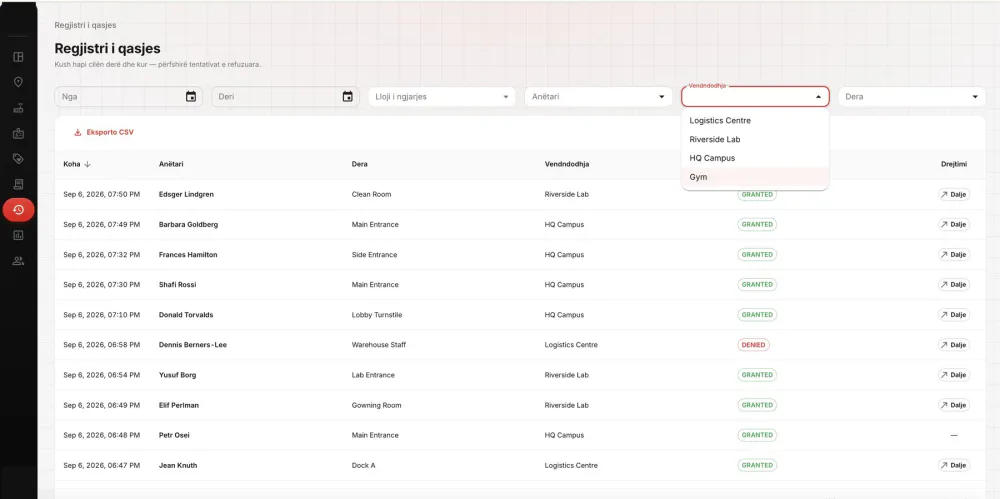 Regjistri i qasjes
Regjistri i qasjes
Kush hapi cilën derë dhe kur — përfshirë tentativat e refuzuara.
Nga
Deri
Lloji i ngjarjes
Anëtari
Vendndodhja
Dera
Logistics Centre
Riverside Lab
HQ Campus
Gym
Eksporto CSV
Koha Anëtari Dera Vendndodhja Drejtimi
Sep 6, 2026, 07:50 PM Edsger Lindgren Clean Room Riverside Lab GRANTED Dalje
Sep 6, 2026, 07:49 PM Barbara Goldberg Main Entrance HQ Campus GRANTED Dalje
Sep 6, 2026, 07:32 PM Frances Hamilton Side Entrance HQ Campus GRANTED Dalje
Sep 6, 2026, 07:30 PM Shafi Rossi Main Entrance HQ Campus GRANTED Dalje
Sep 6, 2026, 07:10 PM Donald Torvalds Lobby Turnstile HQ Campus GRANTED Dalje
Sep 6, 2026, 06:58 PM Dennis Berners-Lee Warehouse Staff Logistics Centre DENIED Dalje
Sep 6, 2026, 06:54 PM Yusuf Borg Lab Entrance Riverside Lab GRANTED Dalje
Sep 6, 2026, 06:49 PM Elif Perlman Gowning Room Riverside Lab GRANTED Dalje
Sep 6, 2026, 06:48 PM Petr Osei Main Entrance HQ Campus GRANTED —
Sep 6, 2026, 06:47 PM Jean Knuth Dock A Logistics Centre GRANTED Dalje